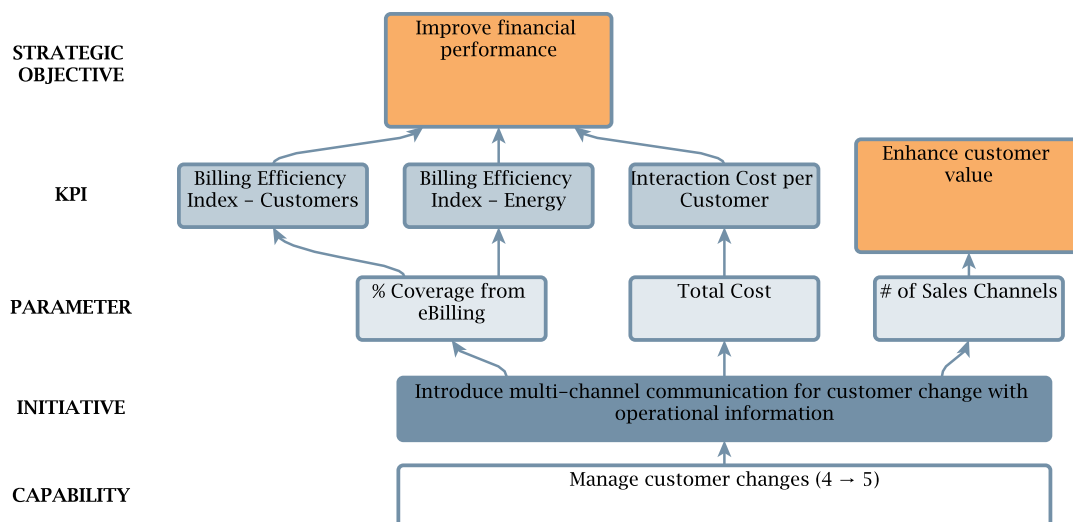 STRATEGIC
OBJECTIVE
Improve financial
performance
KPI
Billing Efficiency
Index – Customers
Billing Efficiency
Index – Energy
Interaction Cost per
Customer
Enhance customer
value
PARAMETER
% Coverage from
eBilling
Total Cost
# of Sales Channels
INITIATIVE
Introduce multi–channel communication for customer change with
operational information
CAPABILITY
Manage customer changes (4 → 5)